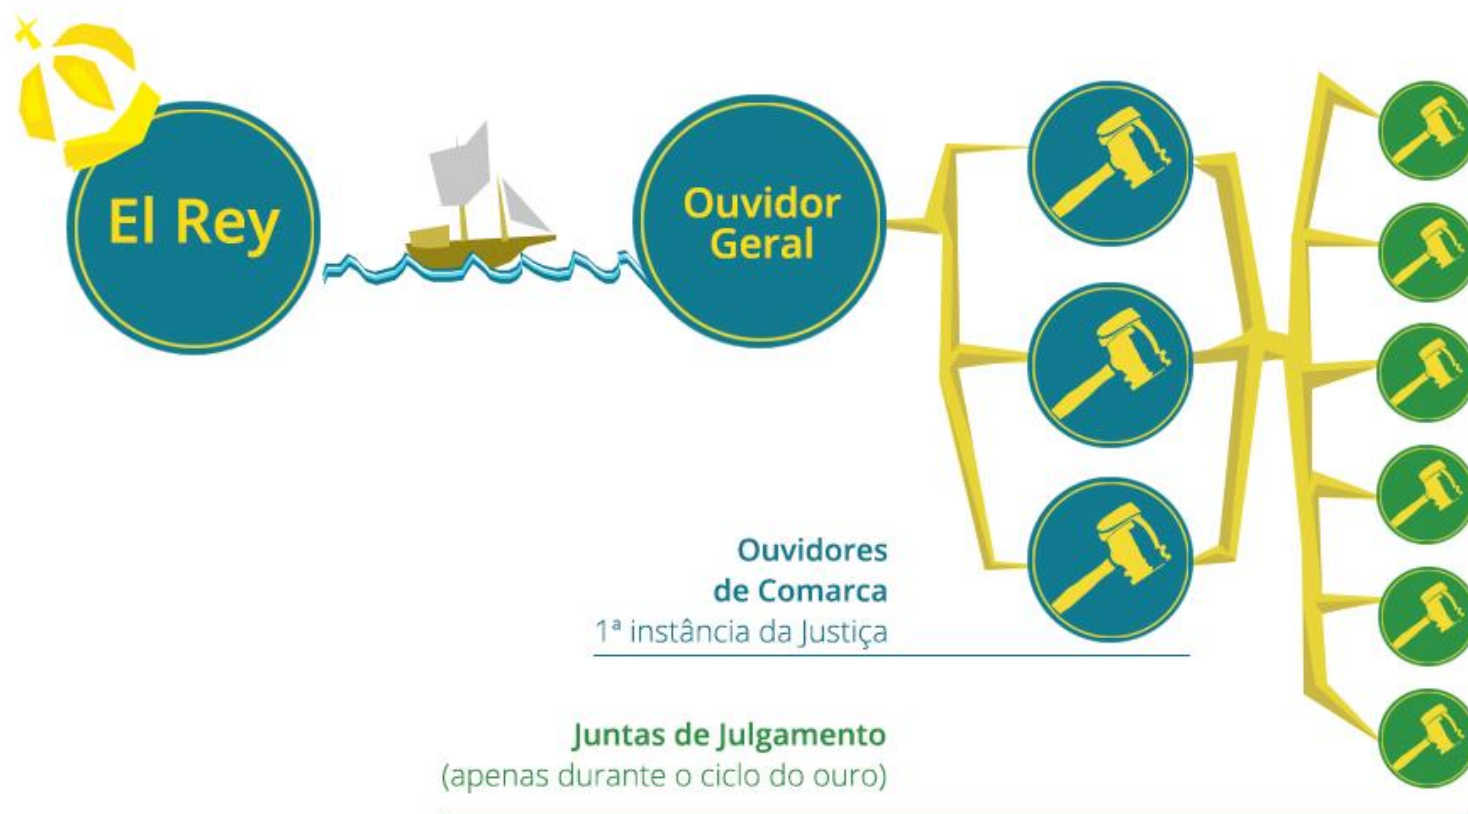 El Rey
Ouvidor
Geral
Ouvidores
de Comarca
1ª instância da Justiça
Juntas de Julgamento
(apenas durante o ciclo do ouro)